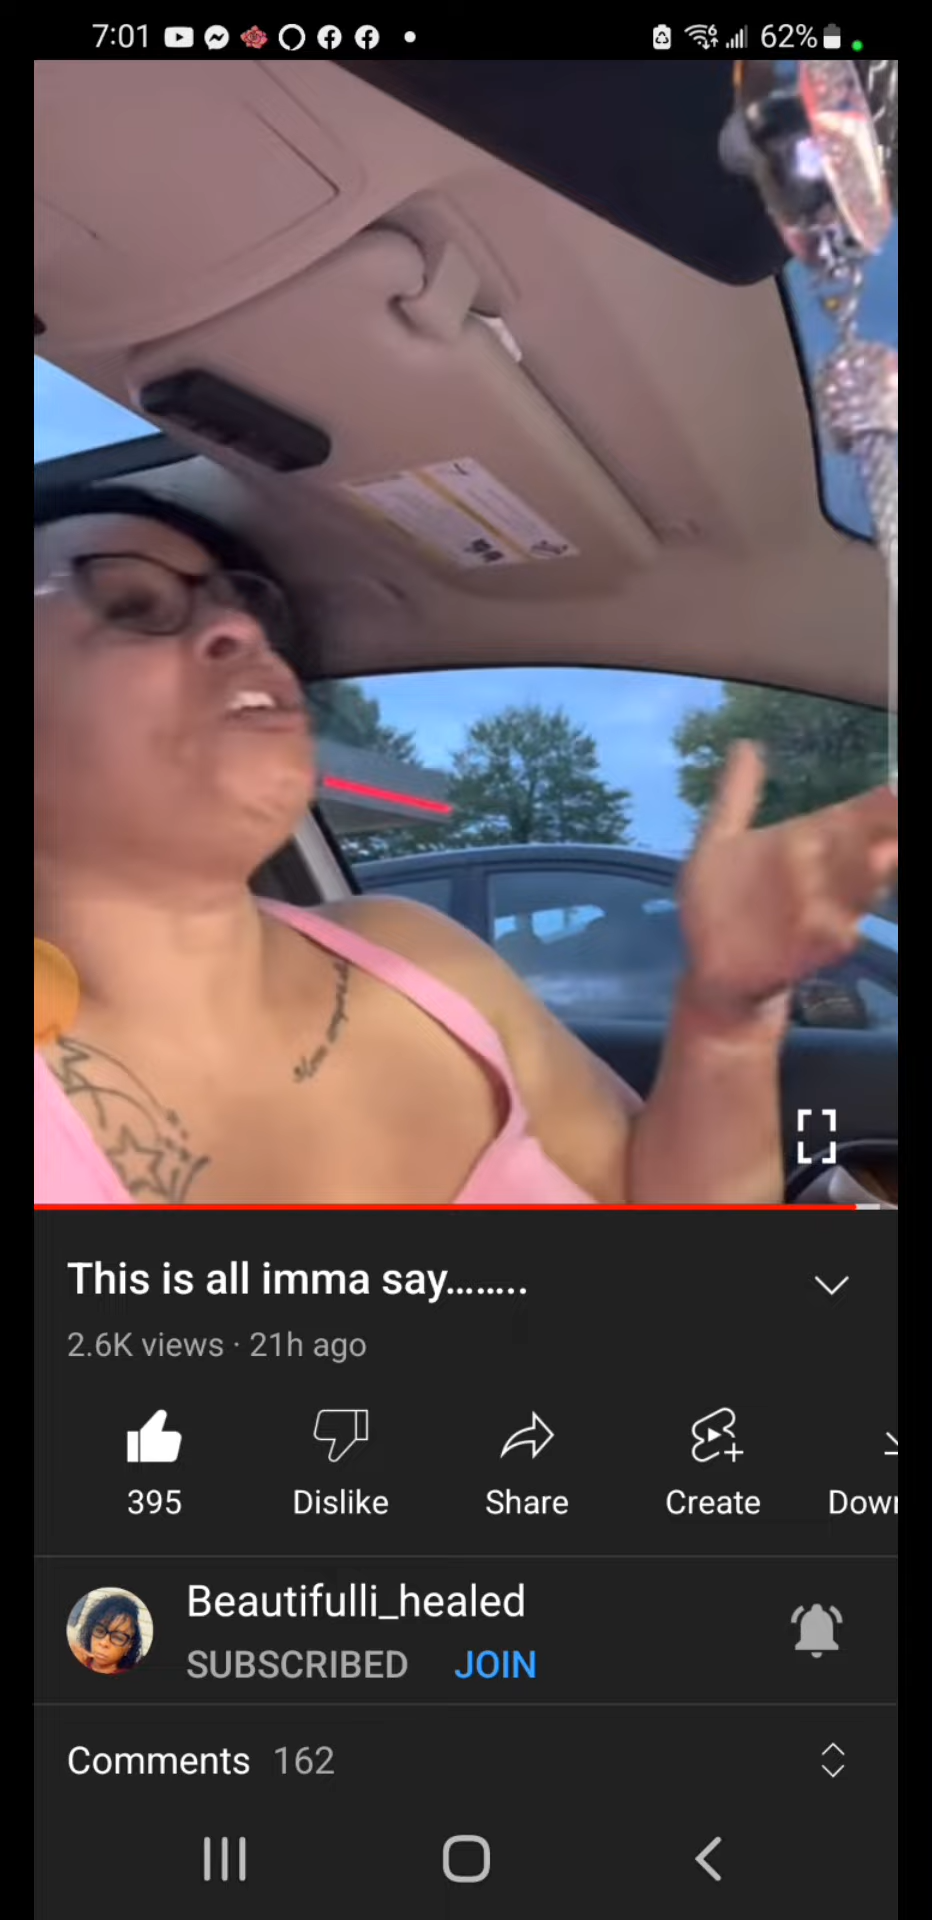 7:01 62%
This is all imma say........
2.6K views · 21h ago
395 Dislike Share Create Down
Beautifulli_healed
SUBSCRIBED JOIN
Comments 162